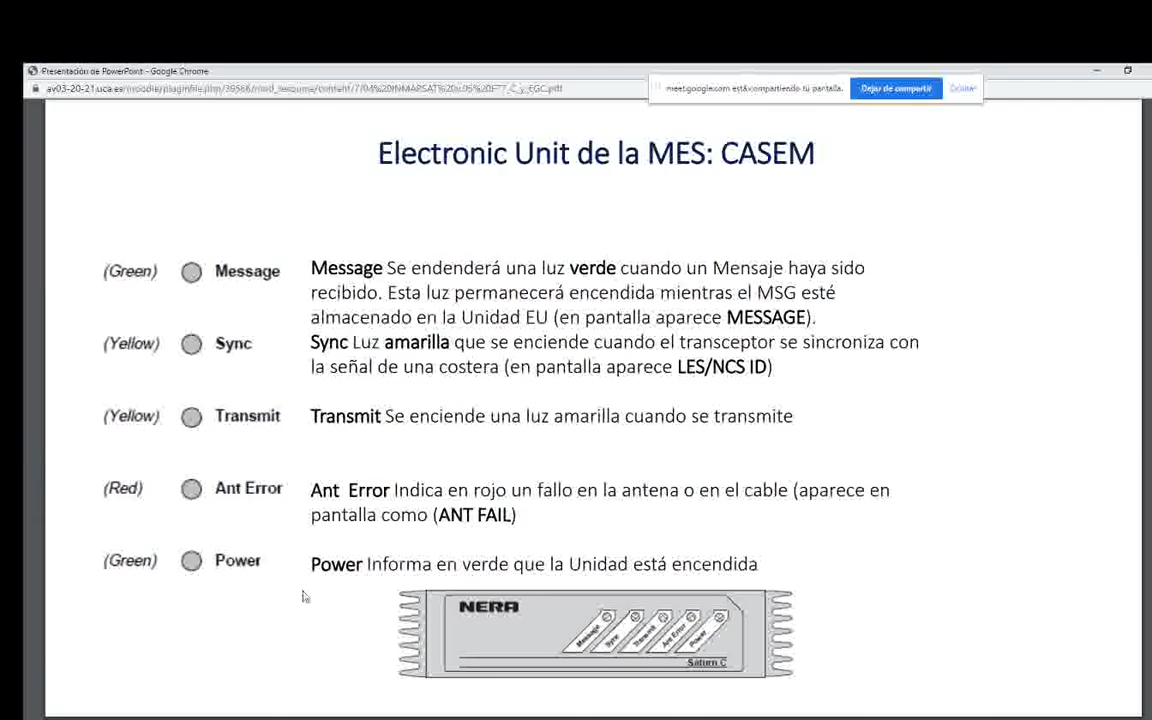 Presentación de PowerPoint - Google Chrome
meet.google.com está compartiendo tu pantalla.
Dejar de compartir
Ocultar
Electronic Unit de la MES: CASEM
(Green) Message
Message Se endenderá una luz verde cuando un Mensaje haya sido
recibido. Esta luz permanecerá encendida mientras el MSG esté
almacenado en la Unidad EU (en pantalla aparece MESSAGE).
(Yellow) Sync
Sync Luz amarilla que se enciende cuando el transceptor se sincroniza con
la señal de una costera (en pantalla aparece LES/NCS ID)
(Yellow) Transmit
Transmit Se enciende una luz amarilla cuando se transmite
(Red) Ant Error
Ant Error Indica en rojo un fallo en la antena o en el cable (aparece en
pantalla como (ANT FAIL)
(Green) Power
Power Informa en verde que la Unidad está encendida
NERA
Message
Sync
Transmit
Ant Error
Power
Saturn C